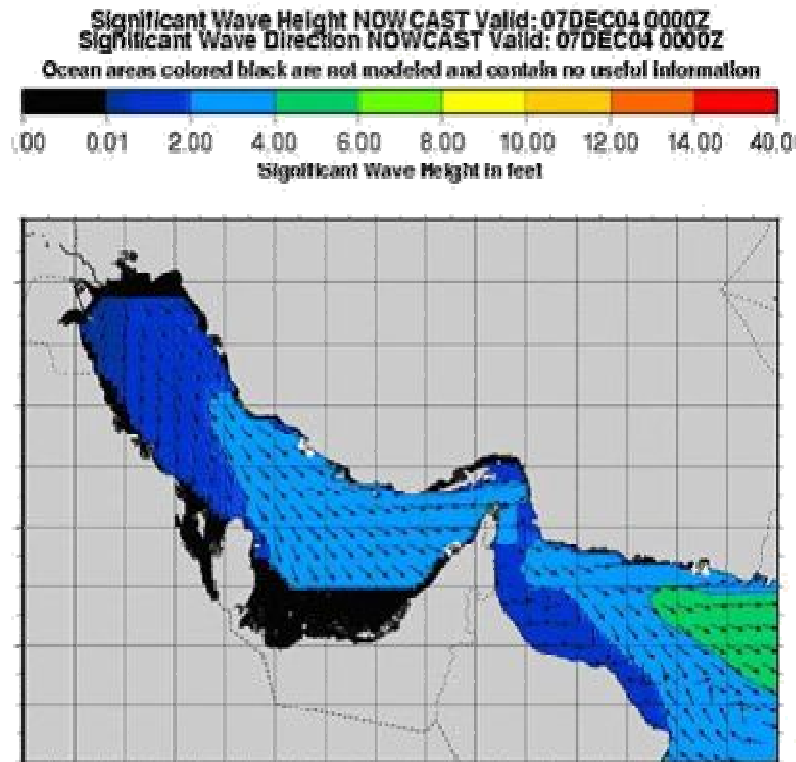 Significant Wave Height NOWCAST Valid: 07DEC04 0000Z
Significant Wave Direction NOWCAST Valid: 07DEC04 0000Z
Ocean areas colored black are not modeled and contain no useful information
.00 0.01 2.00 4.00 6.00 8.00 10.00 12.00 14.00 40.0
Significant Wave Height in feet